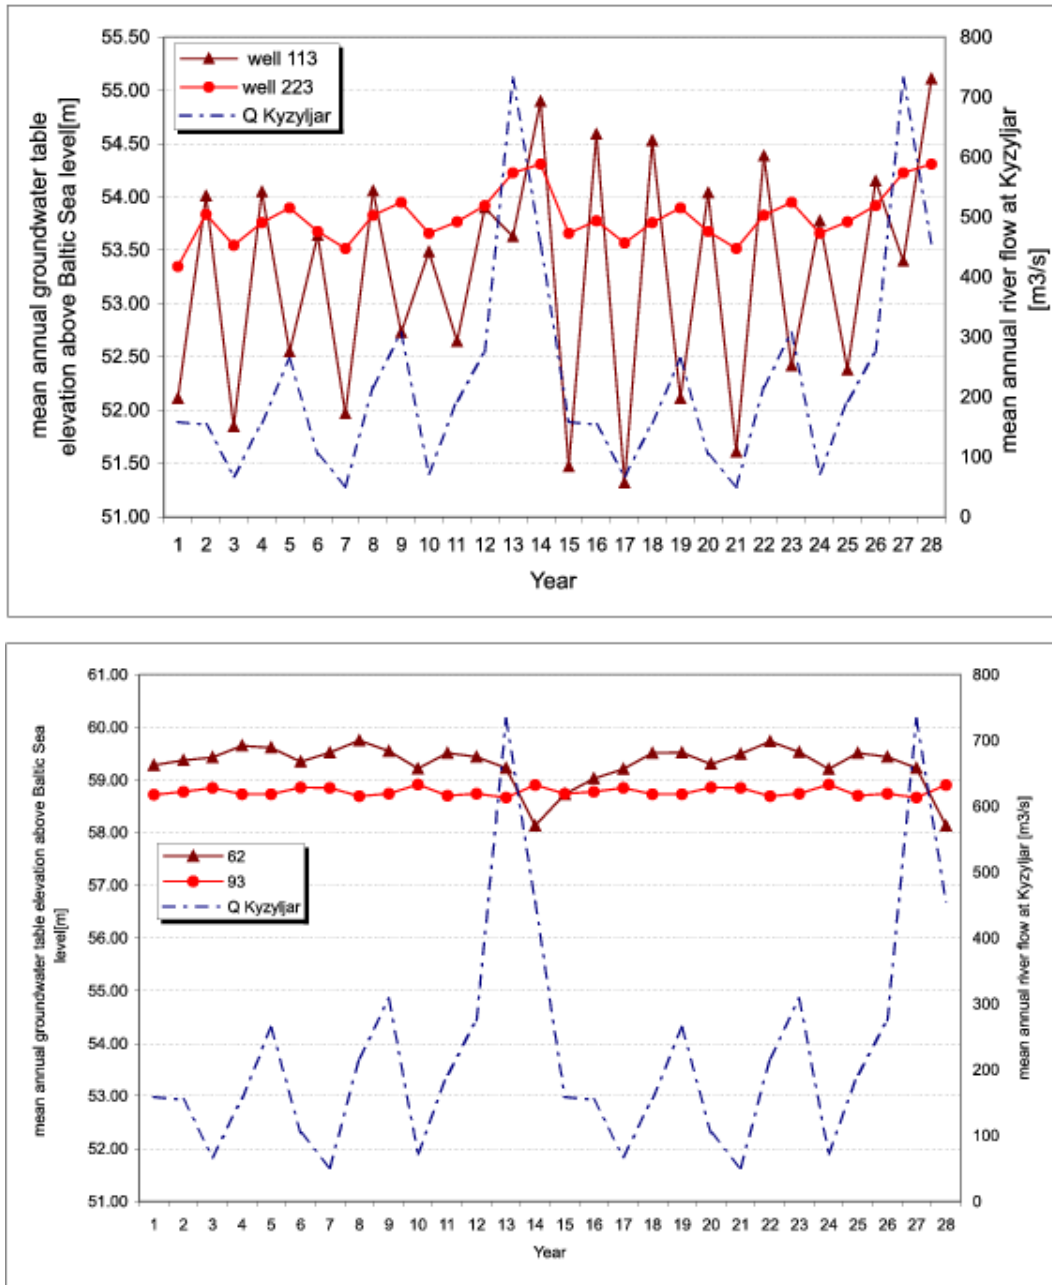 mean annual groundwater table
elevation above Baltic Sea level[m]
55.50
55.00
54.50
54.00
53.50
53.00
52.50
52.00
51.50
51.00
well 113
well 223
Q Kyzyljar
800
700
600
500
400
300
200
100
0
mean annual river flow at Kyzyljar
[m3/s]
1 2 3 4 5 6 7 8 9 10 11 12 13 14 15 16 17 18 19 20 21 22 23 24 25 26 27 28
Year
mean annual groundwater table elevation above Baltic Sea
level[m]
61.00
60.00
59.00
58.00
57.00
56.00
55.00
54.00
53.00
52.00
51.00
62
93
Q Kyzyljar
800
700
600
500
400
300
200
100
0
mean annual river flow at Kyzyljar [m3/s]
1 2 3 4 5 6 7 8 9 10 11 12 13 14 15 16 17 18 19 20 21 22 23 24 25 26 27 28
Year